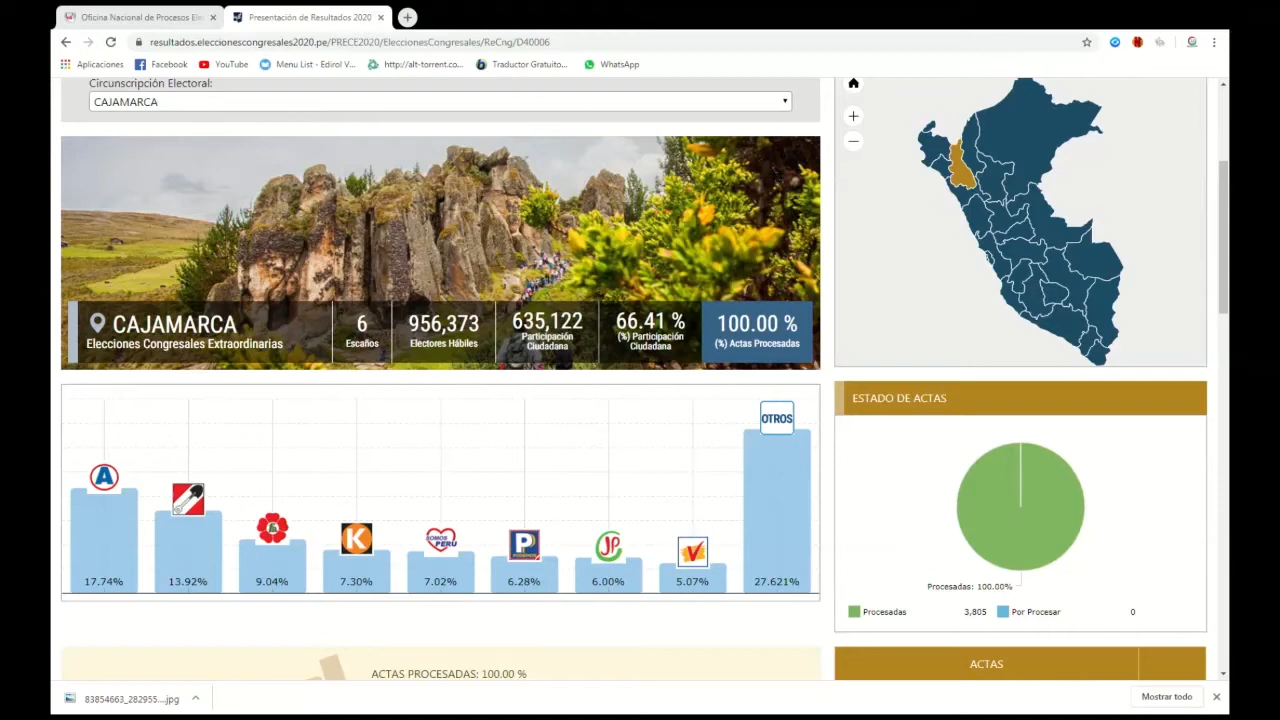 Oficina Nacional de Procesos Ele
Presentación de Resultados 2020
resultados.eleccionescongresales2020.pe/PRECE2020/EleccionesCongresales/ReCng/D40006
Aplicaciones
Facebook
YouTube
Menu List - Edirol V...
http://alt-torrent.co...
Traductor Gratuito...
WhatsApp
Circunscripción Electoral:
CAJAMARCA
CAJAMARCA
Elecciones Congresales Extraordinarias
6
Escaños
956,373
Electores Hábiles
635,122
Participación
Ciudadana
66.41 %
(%) Participación
Ciudadana
100.00 %
(%) Actas Procesadas
A
K
SOMOS
PERÚ
P
PODEMOS
JP
V
OTROS
17.74%
13.92%
9.04%
7.30%
7.02%
6.28%
6.00%
5.07%
27.621%
ACTAS PROCESADAS: 100.00 %
ESTADO DE ACTAS
Procesadas: 100.00%
Procesadas 3,805 Por Procesar 0
ACTAS
83854663_282955....jpg
Mostrar todo